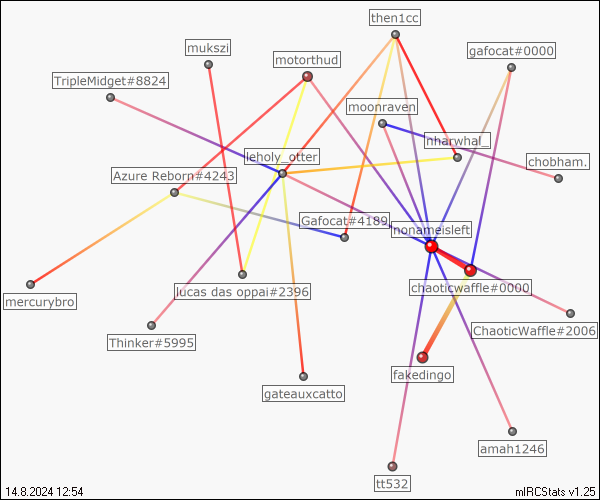 then1cc
mukszi
gafocat#0000
motorthud
TripleMidget#8824
moonraven
nharwhal_
leholy_otter
chobham.
Azure Reborn#4243
Gafocat.#4189
nonameisleft
chaoticwaffle#0000
lucas das oppai#2396
mercurybro
ChaoticWaffle#2006
Thinker#5995
fakedingo
gateauxcatto
amah1246
tt532
14.8.2024 12:54
mIRCStats v1.25